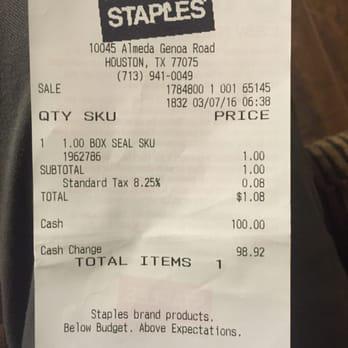 STAPLES
10045 Almeda Genoa Road
HOUSTON, TX 77075
(713) 941-0049
SALE 1784800 1 001 65145
1832 03/07/16 06:38
QTY SKU PRICE
1 1.00 BOX SEAL SKU
1962786 1.00
SUBTOTAL 1.00
Standard Tax 8.25% 0.08
TOTAL $1.08
Cash 100.00
Cash Change 98.92
TOTAL ITEMS 1
Staples brand products.
Below Budget. Above Expectations.